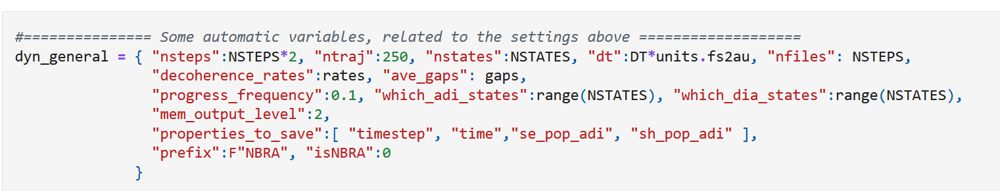 #=============== Some automatic variables, related to the settings above ===================
dyn_general = { "nsteps":NSTEPS*2, "ntraj":250, "nstates":NSTATES, "dt":DT*units.fs2au, "nfiles": NSTEPS,
"decoherence_rates":rates, "ave_gaps": gaps,
"progress_frequency":0.1, "which_adi_states":range(NSTATES), "which_dia_states":range(NSTATES),
"mem_output_level":2,
"properties_to_save":[ "timestep", "time","se_pop_adi", "sh_pop_adi" ],
"prefix":F"NBRA", "isNBRA":0
}